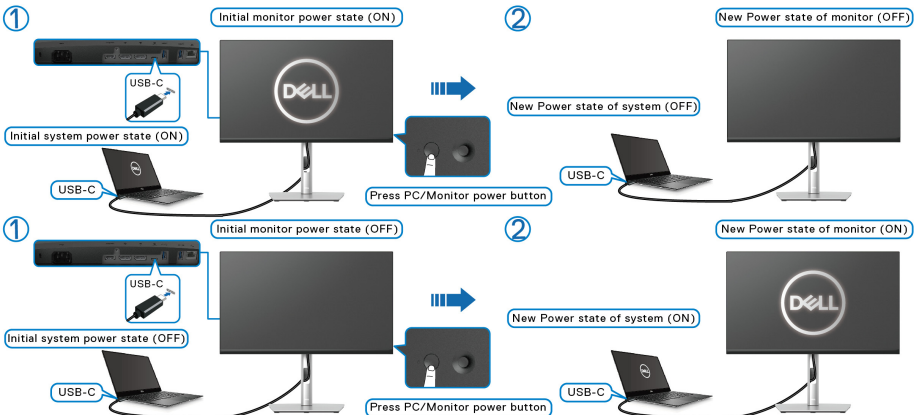 1
Initial monitor power state (ON)
2
New Power state of monitor (OFF)
USB-C
DELL
New Power state of system (OFF)
Initial system power state (ON)
DELL
USB-C
USB-C
Press PC/Monitor power button
1
Initial monitor power state (OFF)
2
New Power state of monitor (ON)
USB-C
DELL
New Power state of system (ON)
Initial system power state (OFF)
DELL
USB-C
USB-C
Press PC/Monitor power button